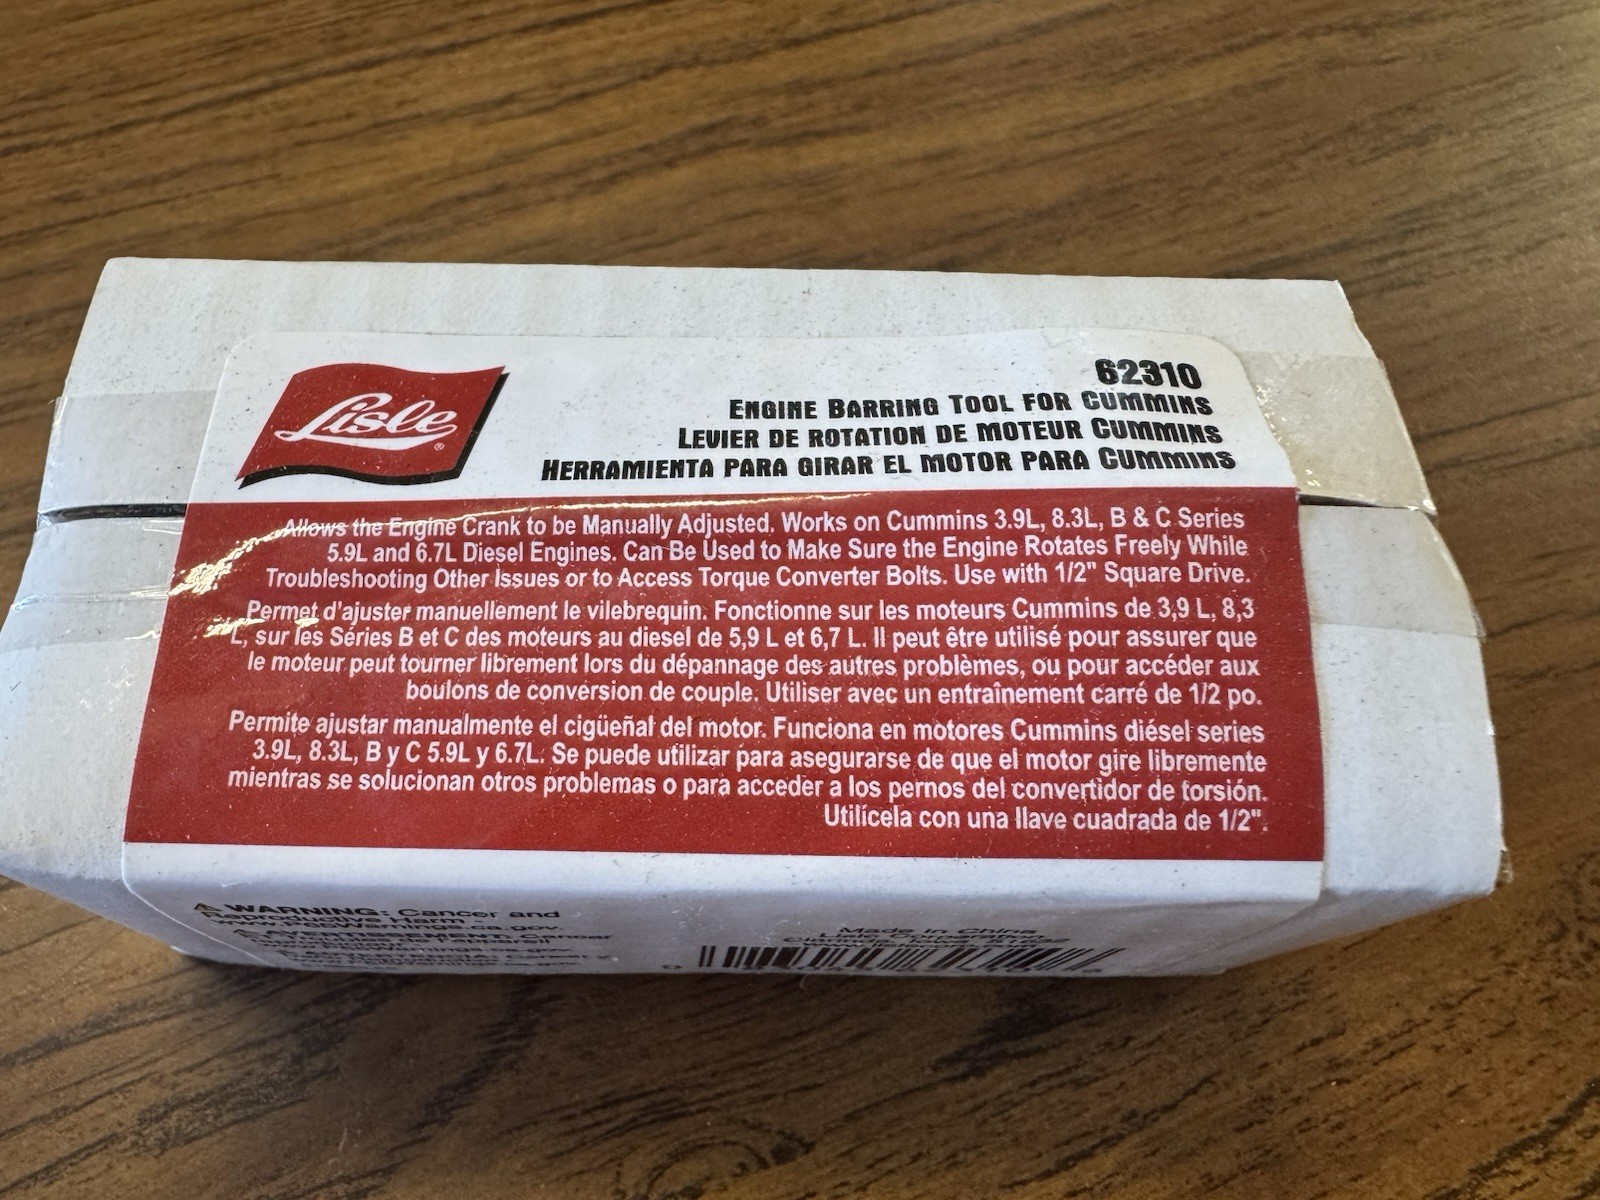 Lisle®
62310
ENGINE BARRING TOOL FOR CUMMINS
LEVIER DE ROTATION DE MOTEUR CUMMINS
HERRAMIENTA PARA GIRAR EL MOTOR PARA CUMMINS
Allows the Engine Crank to be Manually Adjusted. Works on Cummins 3.9L, 8.3L, B & C Series
5.9L and 6.7L Diesel Engines. Can Be Used to Make Sure the Engine Rotates Freely While
Troubleshooting Other Issues or to Access Torque Converter Bolts. Use with 1/2" Square Drive.
Permet d'ajuster manuellement le vilebrequin. Fonctionne sur les moteurs Cummins de 3,9 L, 8,3
L, sur les Séries B et C des moteurs au diesel de 5,9 L et 6,7 L. Il peut être utilisé pour assurer que
le moteur peut tourner librement lors du dépannage des autres problèmes, ou pour accéder aux
boulons de conversion de couple. Utiliser avec un entraînement carré de 1/2 po.
Permite ajustar manualmente el cigüeñal del motor. Funciona en motores Cummins diésel series
3.9L, 8.3L, B y C 5.9L y 6.7L. Se puede utilizar para asegurarse de que el motor gire libremente
mientras se solucionan otros problemas o para acceder a los pernos del convertidor de torsión.
Utilícela con una llave cuadrada de 1/2".
⚠ WARNING: Cancer and
Reproductive Harm -
www.P65Warnings.ca.gov.
Made in China